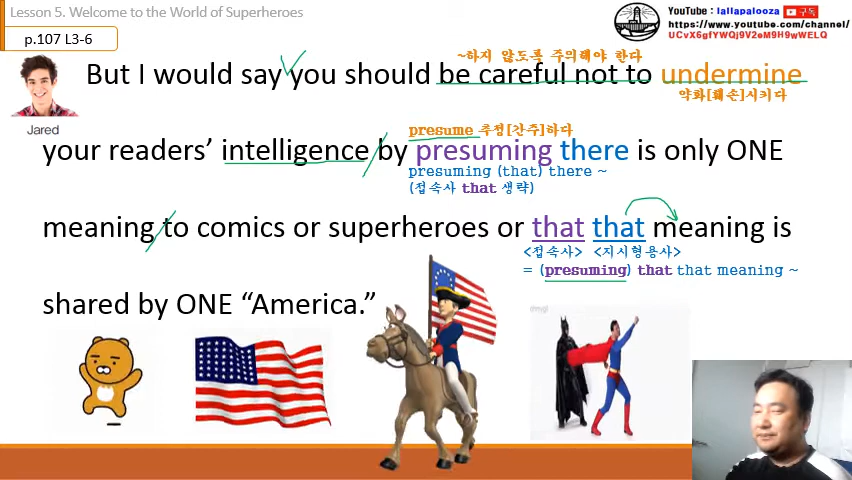 Lesson 5. Welcome to the World of Superheroes
YouTube : lallapalooza 구독
https://www.youtube.com/channel/
UCvX6gfYWQj9V2eM9H9wWELQ
p.107 L3-6
~하지 않도록 주의해야 한다
But I would say you should be careful not to undermine
약화[훼손]시키다
Jared
presume 추정[간주]하다
your readers’ intelligence by presuming there is only ONE
presuming (that) there ~
(접속사 that 생략)
meaning to comics or superheroes or that that meaning is
<접속사> <지시형용사>
= (presuming) that that meaning ~
shared by ONE “America.”